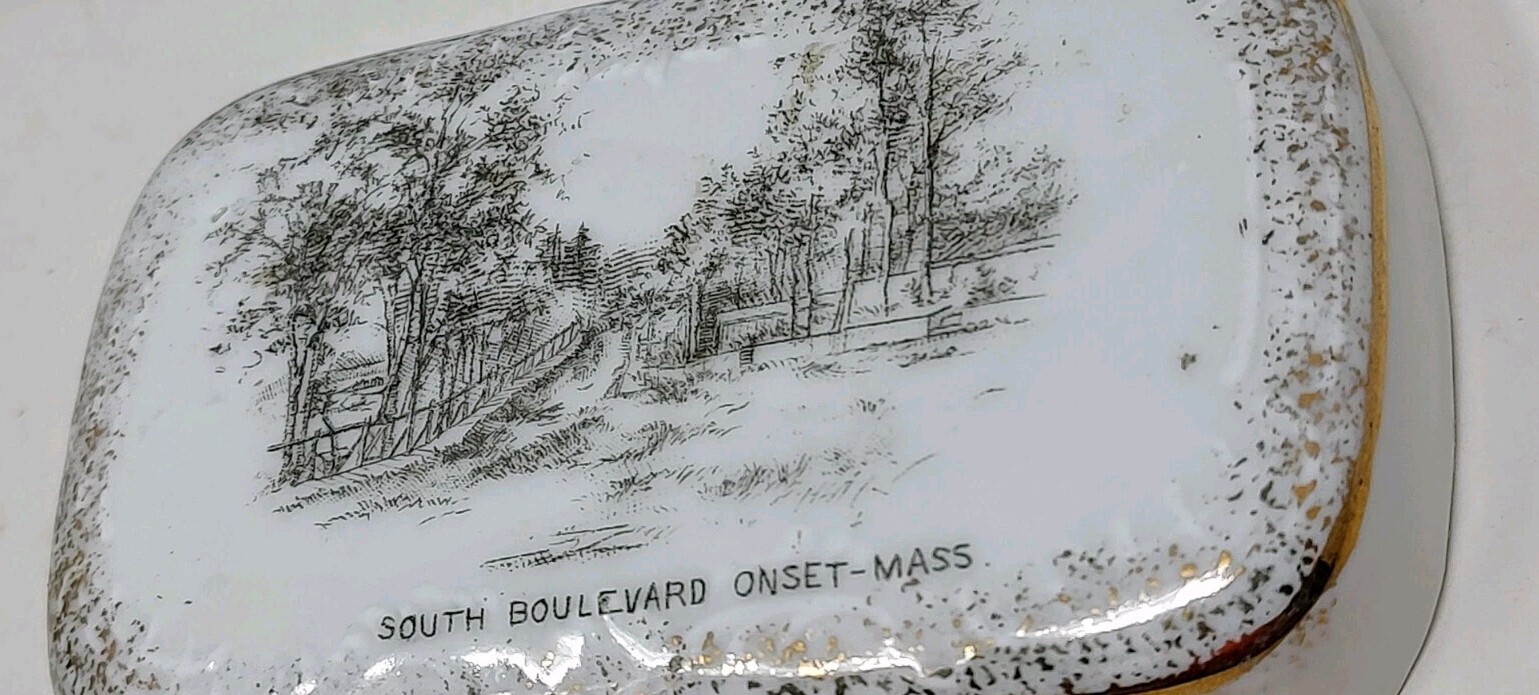 SOUTH BOULEVARD ONSET-MASS.